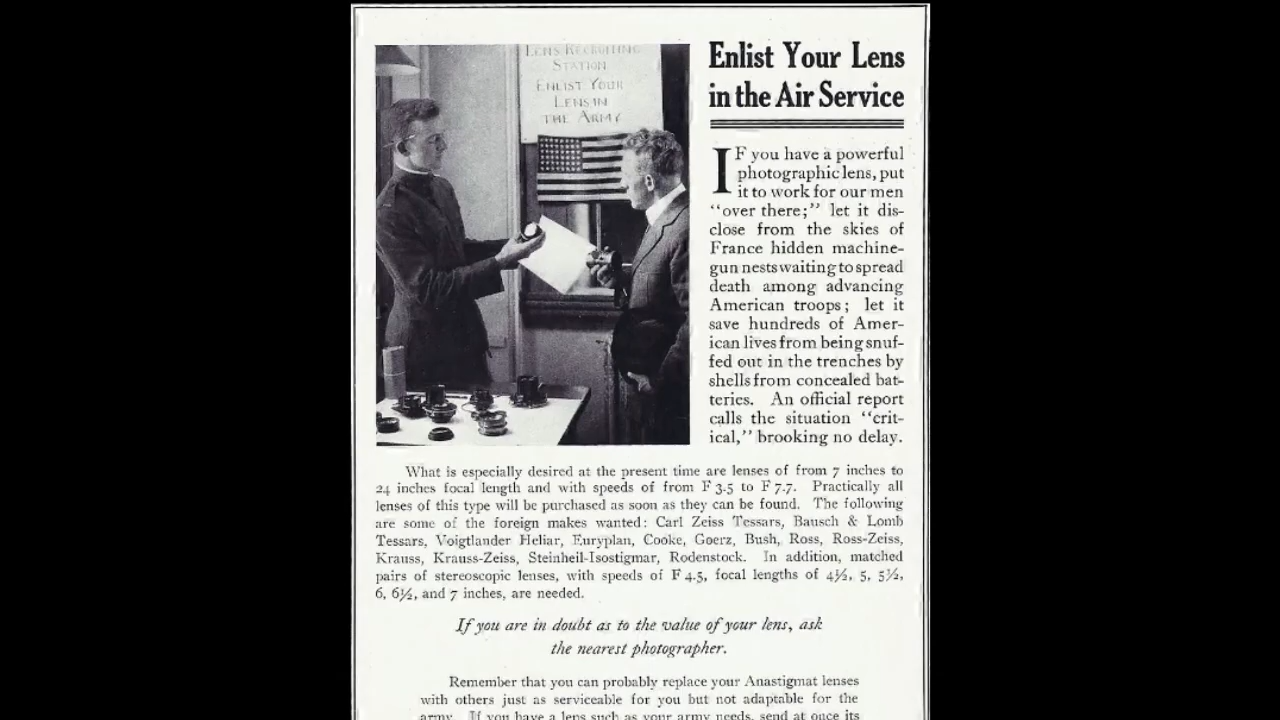 LENS RECRUITING
STATION
ENLIST YOUR
LENS IN
THE ARMY
Enlist Your Lens
in the Air Service
IF you have a powerful
photographic lens, put
it to work for our men
“over there;” let it dis-
close from the skies of
France hidden machine-
gun nests waiting to spread
death among advancing
American troops; let it
save hundreds of Amer-
ican lives from being snuf-
fed out in the trenches by
shells from concealed bat-
teries. An official report
calls the situation “crit-
ical,” brooking no delay.
What is especially desired at the present time are lenses of from 7 inches to
24 inches focal length and with speeds of from F 3.5 to F 7.7. Practically all
lenses of this type will be purchased as soon as they can be found. The following
are some of the foreign makes wanted: Carl Zeiss Tessars, Bausch & Lomb
Tessars, Voigtlander Heliar, Euryplan, Cooke, Goerz, Bush, Ross, Ross-Zeiss,
Krauss, Krauss-Zeiss, Steinheil-Isostigmar, Rodenstock. In addition, matched
pairs of stereoscopic lenses, with speeds of F 4.5, focal lengths of 4½, 5, 5½,
6, 6½, and 7 inches, are needed.
If you are in doubt as to the value of your lens, ask
the nearest photographer.
Remember that you can probably replace your Anastigmat lenses
with others just as serviceable for you but not adaptable for the
army. If you have a lens such as your army needs, send at once its